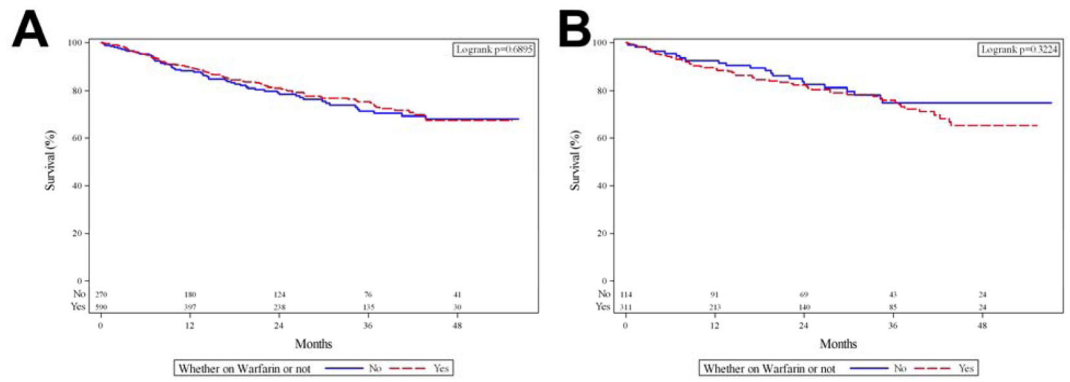 A
B
Logrank p=0.6895
Logrank p=0.3224
Survival (%)
100
80
60
40
20
0
No 270 180 124 76 41
Yes 590 397 238 135 30
0 12 24 36 48
Months
Whether on Warfarin or not No Yes
Survival (%)
100
80
60
40
20
0
No 114 91 69 43 24
Yes 311 213 140 85 24
0 12 24 36 48
Months
Whether on Warfarin or not No Yes